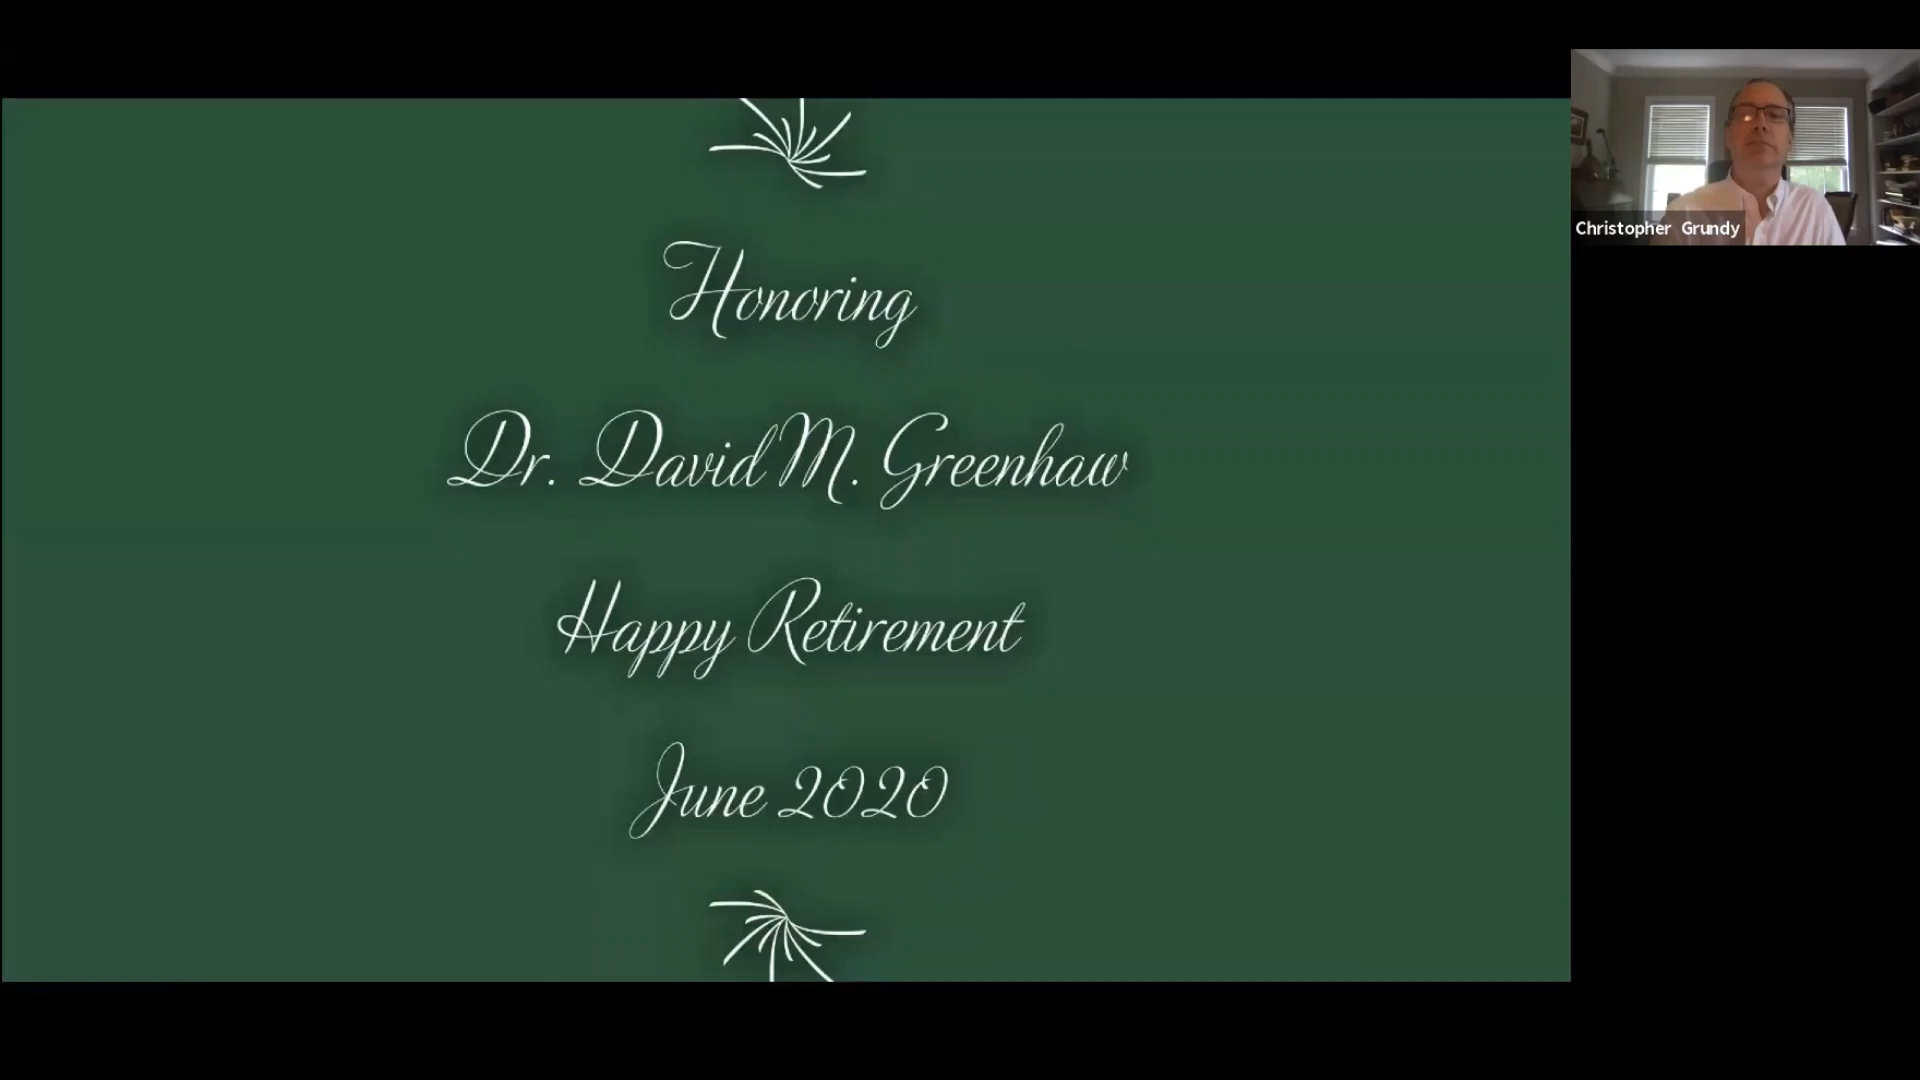 Honoring
Dr. David M. Greenhaw
Happy Retirement
June 2020
Christopher Grundy